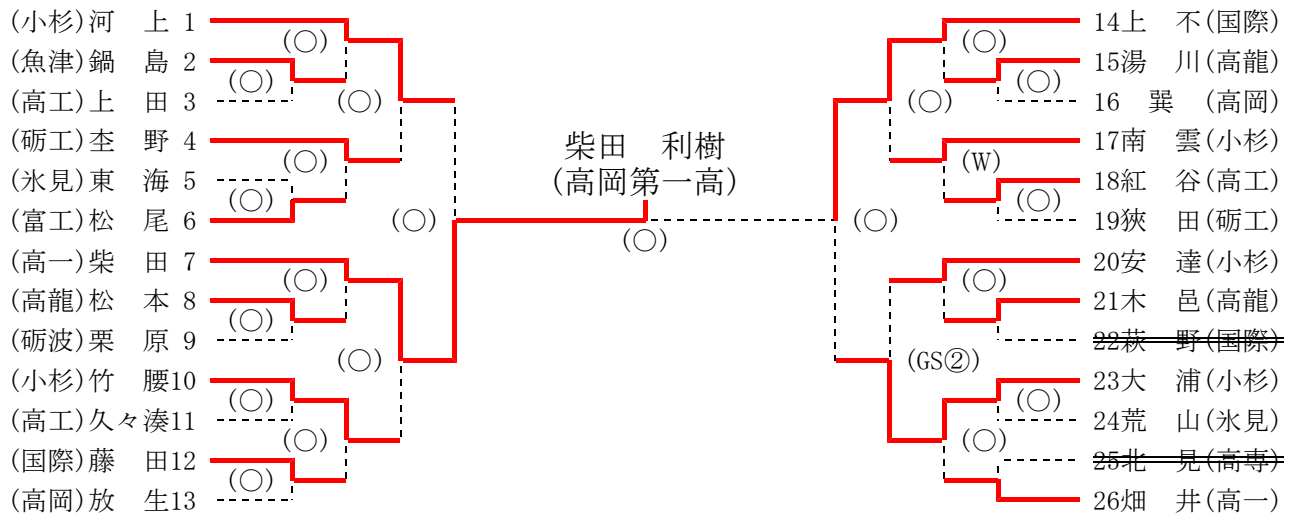 (小杉)河　上 1
(○)
(魚津)鍋　島 2
(○)
(高工)上　田 3
(○)
(砺工)杢　野 4
(○)
(氷見)東　海 5
(○)
(富工)松　尾 6
(○)
(高一)柴　田 7
(○)
(高龍)松　本 8
(○)
(砺波)栗　原 9
(○)
(小杉)竹　腰10
(○)
(高工)久々湊11
(○)
(国際)藤　田12
(○)
(高岡)放　生13
柴田　利樹
(高岡第一高)
(○)
14上　不(国際)
(○)
15湯　川(高龍)
(○)
16　巽　(高岡)
(○)
17南　雲(小杉)
(W)
18紅　谷(高工)
(○)
19狹　田(砺工)
(○)
20安　達(小杉)
(○)
21木　邑(高龍)
22萩　野(国際)
(GS②)
23大　浦(小杉)
(○)
24荒　山(氷見)
(○)
25北　見(高専)
26畑　井(高一)